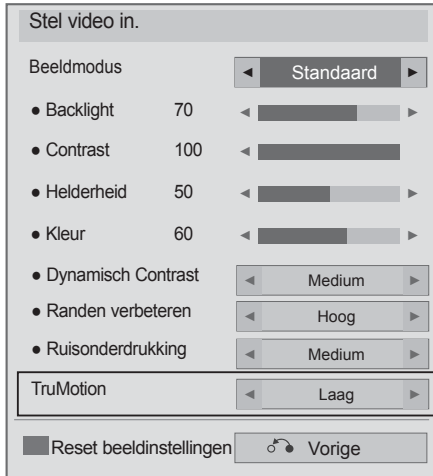 Stel video in.
Beeldmodus ◄ Standaard ►
● Backlight 70 ◄ ►
● Contrast 100 ◄
● Helderheid 50 ◄ ►
● Kleur 60 ◄ ►
● Dynamisch Contrast ◄ Medium ►
● Randen verbeteren ◄ Hoog ►
● Ruisonderdrukking ◄ Medium ►
TruMotion ◄ Laag ►
Reset beeldinstellingen Vorige